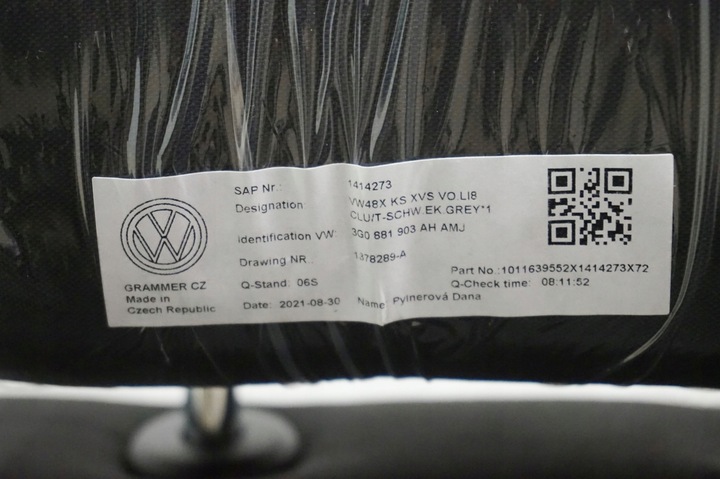 SAP Nr.: 1414273
Designation: VW48X KS XVS VO.LI8
CLU/T-SCHW.EK.GREY*1
Identification VW: 3G0 881 903 AH AMJ
Drawing NR.: 1378289-A
GRAMMER CZ
Made in
Czech Republic
Q-Stand: 06S
Date: 2021-08-30 Name: Pylnerová Dana
Part No.:1011639552X1414273X72
Q-Check time: 08:11:52